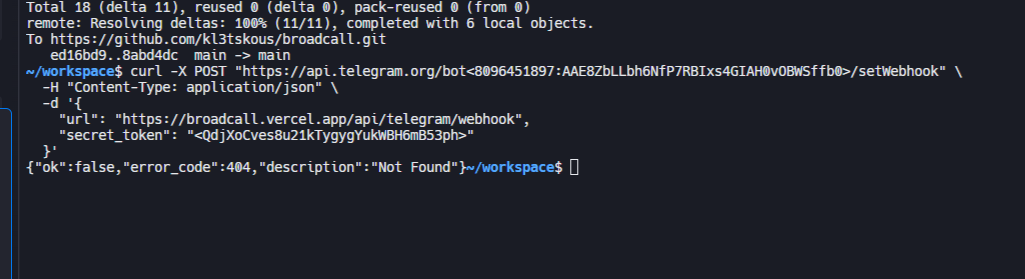 Total 18 (delta 11), reused 0 (delta 0), pack-reused 0 (from 0)
remote: Resolving deltas: 100% (11/11), completed with 6 local objects.
To https://github.com/kl3tskous/broadcall.git
ed16bd9..8abd4dc  main -> main
~/workspace$ curl -X POST "https://api.telegram.org/bot<8096451897:AAE8ZbLLbh6NfP7RBIxs4GIAH0vOBWSffb0>/setWebhook" \
-H "Content-Type: application/json" \
-d '{
"url": "https://broadcall.vercel.app/api/telegram/webhook",
"secret_token": "<QdjXoCves8u21kTygygYukWBH6mB53ph>"
}'
{"ok":false,"error_code":404,"description":"Not Found"}~/workspace$